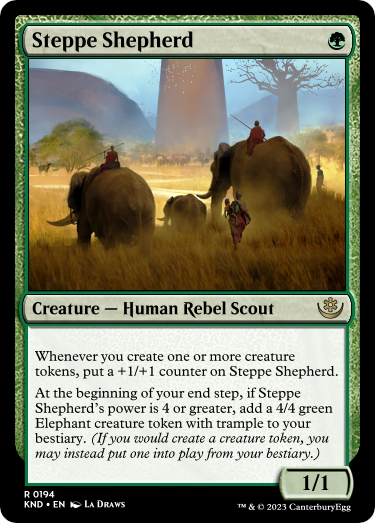 Steppe Shepherd
Creature — Human Rebel Scout
Whenever you create one or more creature
tokens, put a +1/+1 counter on Steppe Shepherd.
At the beginning of your end step, if Steppe
Shepherd's power is 4 or greater, add a 4/4 green
Elephant creature token with trample to your
bestiary. (If you would create a creature token, you
may instead put one into play from your bestiary.)
1/1
R 0194
KND • EN La Draws
™ & © 2023 CanterburyEgg